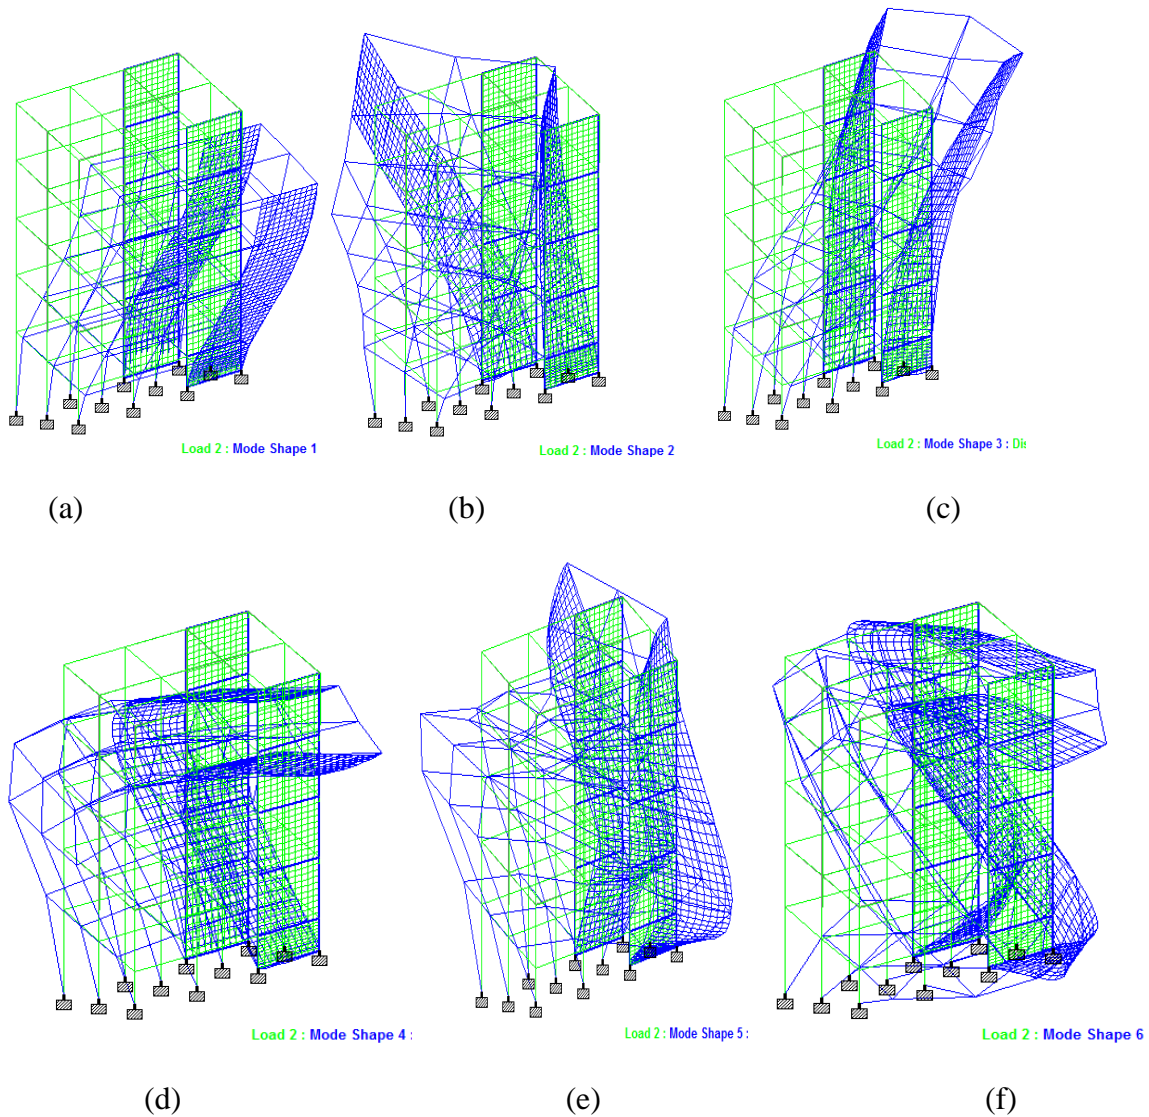 Load 2 : Mode Shape 1
Load 2 : Mode Shape 2
Load 2 : Mode Shape 3 : Dis
(a)
(b)
(c)
Load 2 : Mode Shape 4 :
Load 2 : Mode Shape 5 :
Load 2 : Mode Shape 6
(d)
(e)
(f)